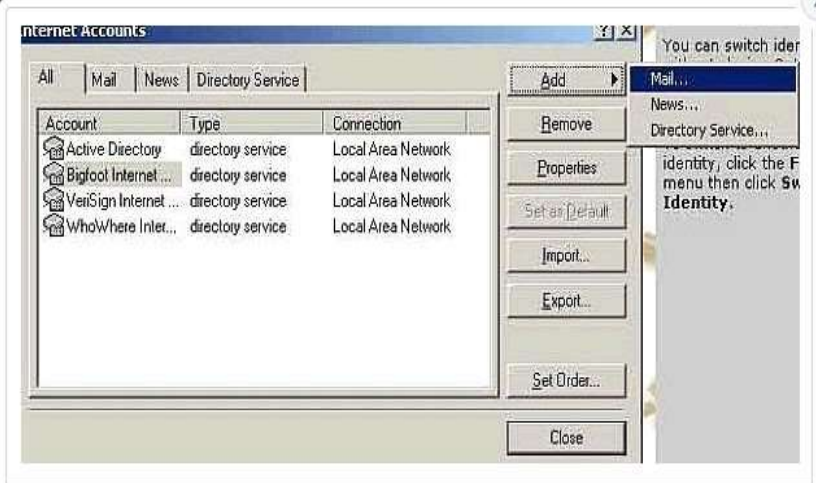 nternet Accounts
You can switch iden
All Mail News Directory Service
Add
Mail...
News...
Directory Service...
Account Type Connection
Active Directory directory service Local Area Network
Bigfoot Internet ... directory service Local Area Network
VeriSign Internet ... directory service Local Area Network
WhoWhere Inter... directory service Local Area Network
Remove
Properties
Set as Default
Import...
Export...
Set Order...
Close
identity, click the F
menu then click Sw
Identity.